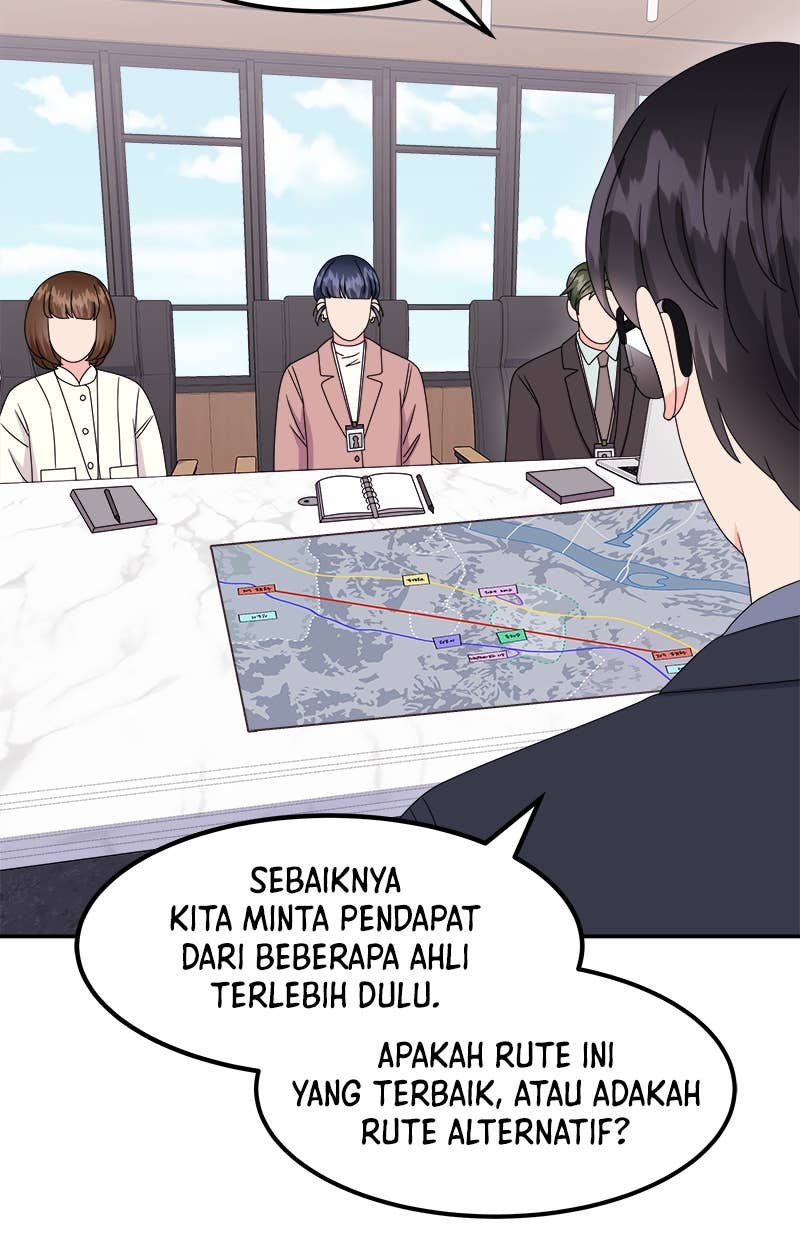 SEBAIKNYA
KITA MINTA PENDAPAT
DARI BEBERAPA AHLI
TERLEBIH DULU.
APAKAH RUTE INI
YANG TERBAIK, ATAU ADAKAH
RUTE ALTERNATIF?